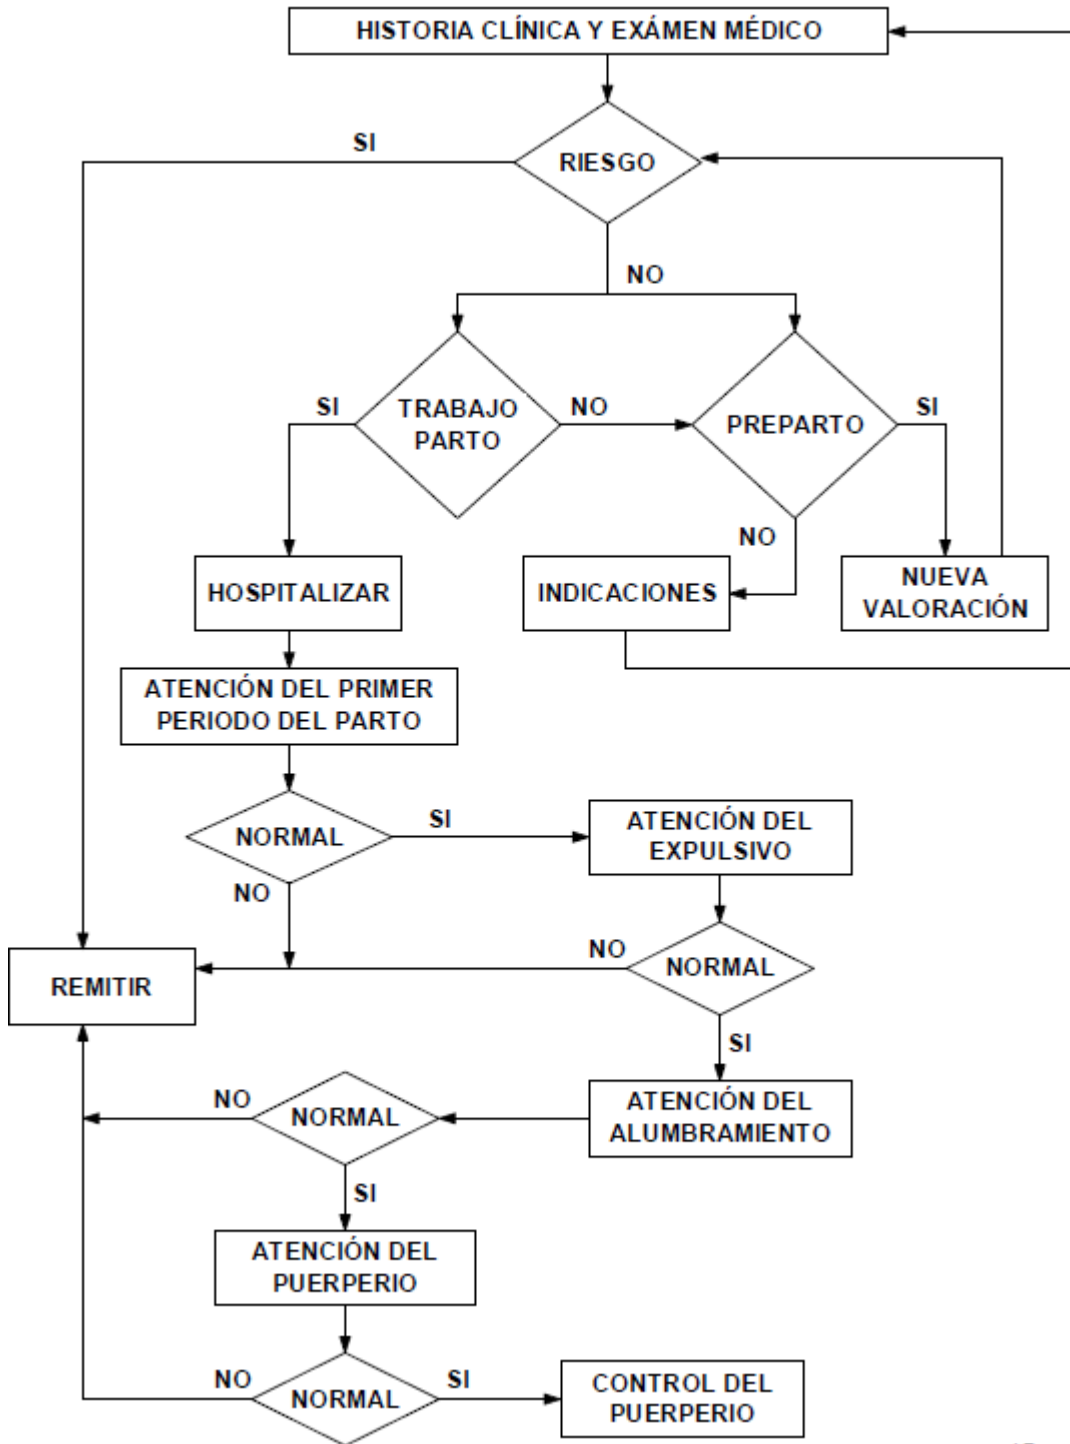 HISTORIA CLÍNICA Y EXÁMEN MÉDICO
SI
RIESGO
NO
SI
TRABAJO
PARTO
NO
PREPARTO
SI
NO
HOSPITALIZAR
INDICACIONES
NUEVA
VALORACIÓN
ATENCIÓN DEL PRIMER
PERIODO DEL PARTO
NORMAL
SI
ATENCIÓN DEL
EXPULSIVO
NO
REMITIR
NO
NORMAL
SI
NO
NORMAL
ATENCIÓN DEL
ALUMBRAMIENTO
SI
ATENCIÓN DEL
PUERPERIO
NO
NORMAL
SI
CONTROL DEL
PUERPERIO